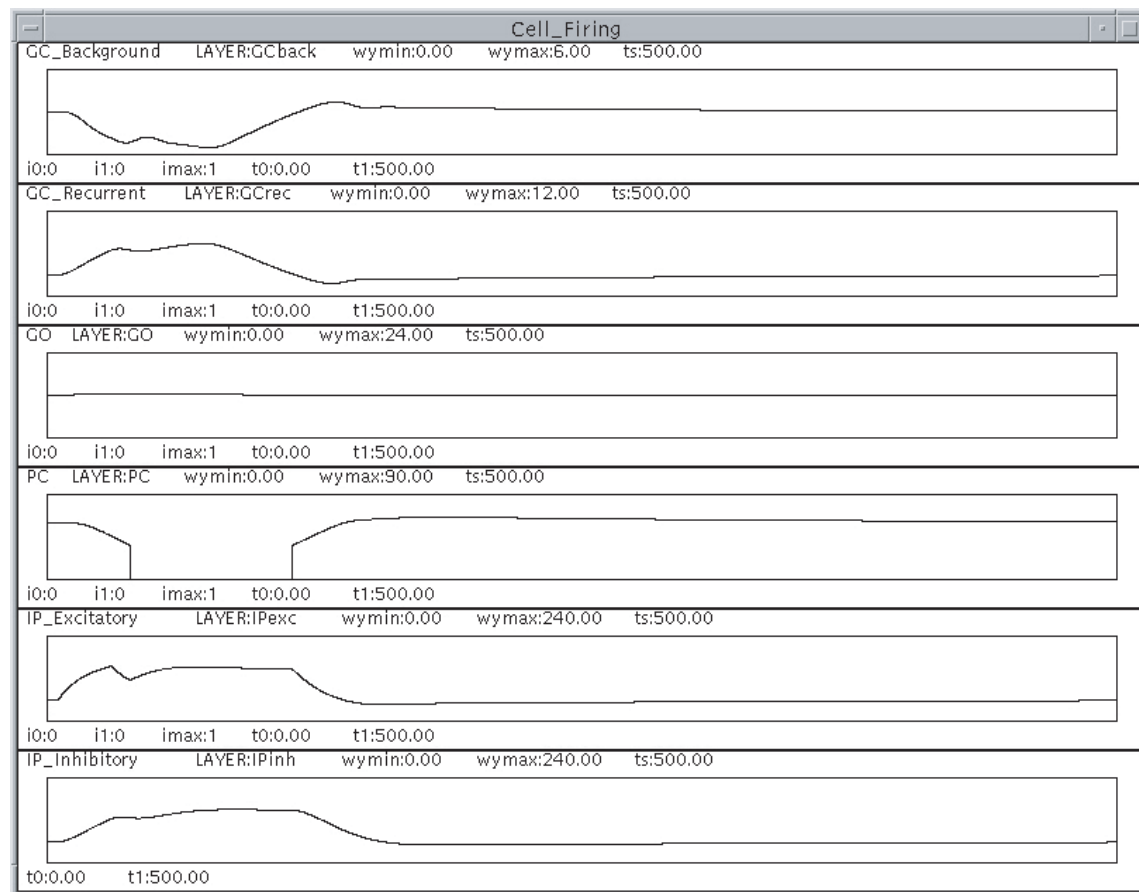 Cell_Firing
GC_Background LAYER:GCback wymin:0.00 wymax:6.00 ts:500.00
i0:0 i1:0 imax:1 t0:0.00 t1:500.00
GC_Recurrent LAYER:GCrec wymin:0.00 wymax:12.00 ts:500.00
i0:0 i1:0 imax:1 t0:0.00 t1:500.00
GO LAYER:GO wymin:0.00 wymax:24.00 ts:500.00
i0:0 i1:0 imax:1 t0:0.00 t1:500.00
PC LAYER:PC wymin:0.00 wymax:90.00 ts:500.00
i0:0 i1:0 imax:1 t0:0.00 t1:500.00
IP_Excitatory LAYER:IPexc wymin:0.00 wymax:240.00 ts:500.00
i0:0 i1:0 imax:1 t0:0.00 t1:500.00
IP_Inhibitory LAYER:IPinh wymin:0.00 wymax:240.00 ts:500.00
t0:0.00 t1:500.00